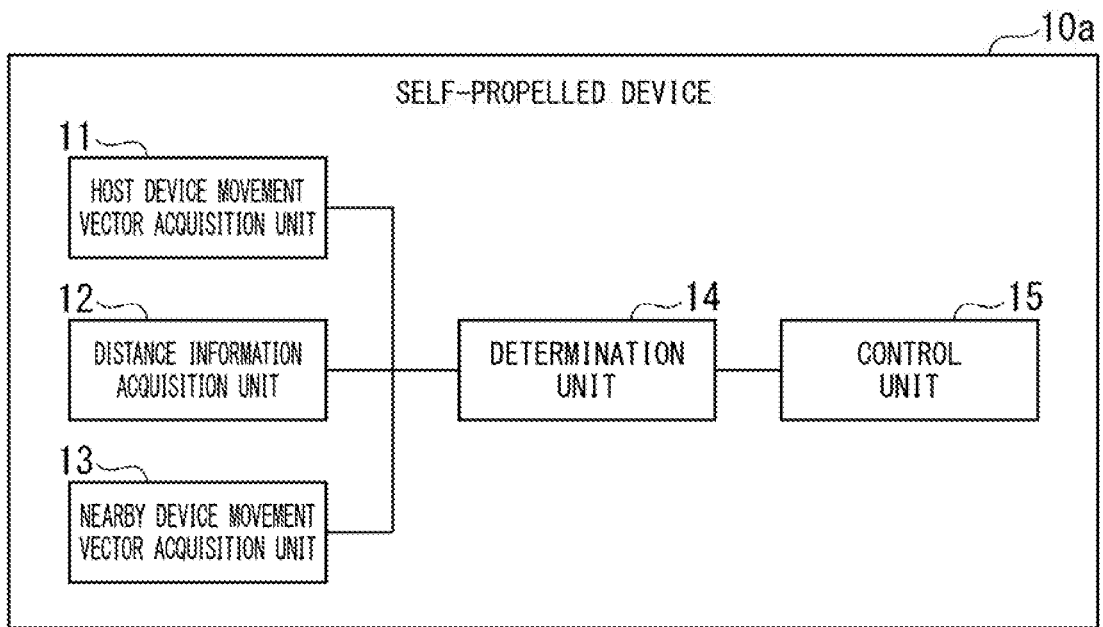 10a
SELF-PROPELLED DEVICE
11
HOST DEVICE MOVEMENT
VECTOR ACQUISITION UNIT
12
DISTANCE INFORMATION
ACQUISITION UNIT
14
DETERMINATION
UNIT
15
CONTROL
UNIT
13
NEARBY DEVICE MOVEMENT
VECTOR ACQUISITION UNIT